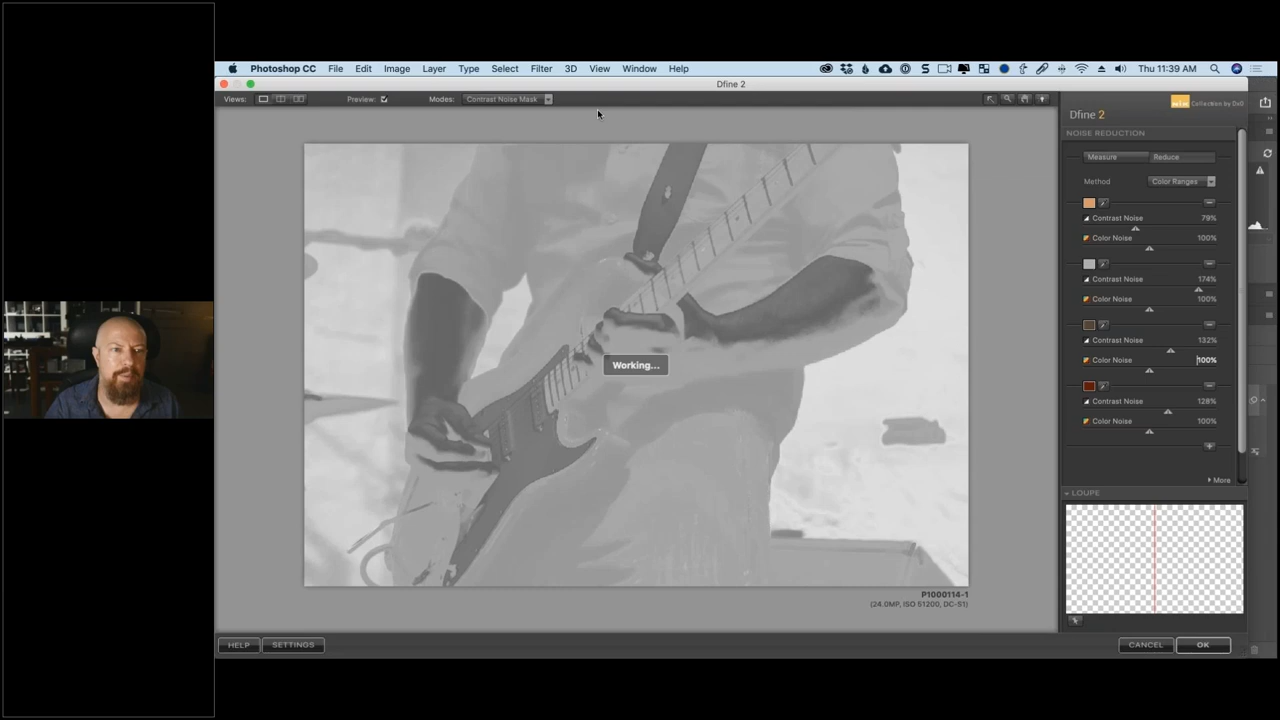 Photoshop CC File Edit Image Layer Type Select Filter 3D View Window Help Thu 11:39 AM
Dfine 2
Views: Preview: Modes: Contrast Noise Mask
Collection by DxO
Dfine 2
NOISE REDUCTION
Measure Reduce
Method Color Ranges
Contrast Noise 79%
Color Noise 100%
Contrast Noise 174%
Color Noise 100%
Contrast Noise 132%
Color Noise 100%
Contrast Noise 128%
Color Noise 100%
More
LOUPE
Working...
P1000114-1
(24.0MP, ISO 51200, DC-S1)
HELP SETTINGS CANCEL OK